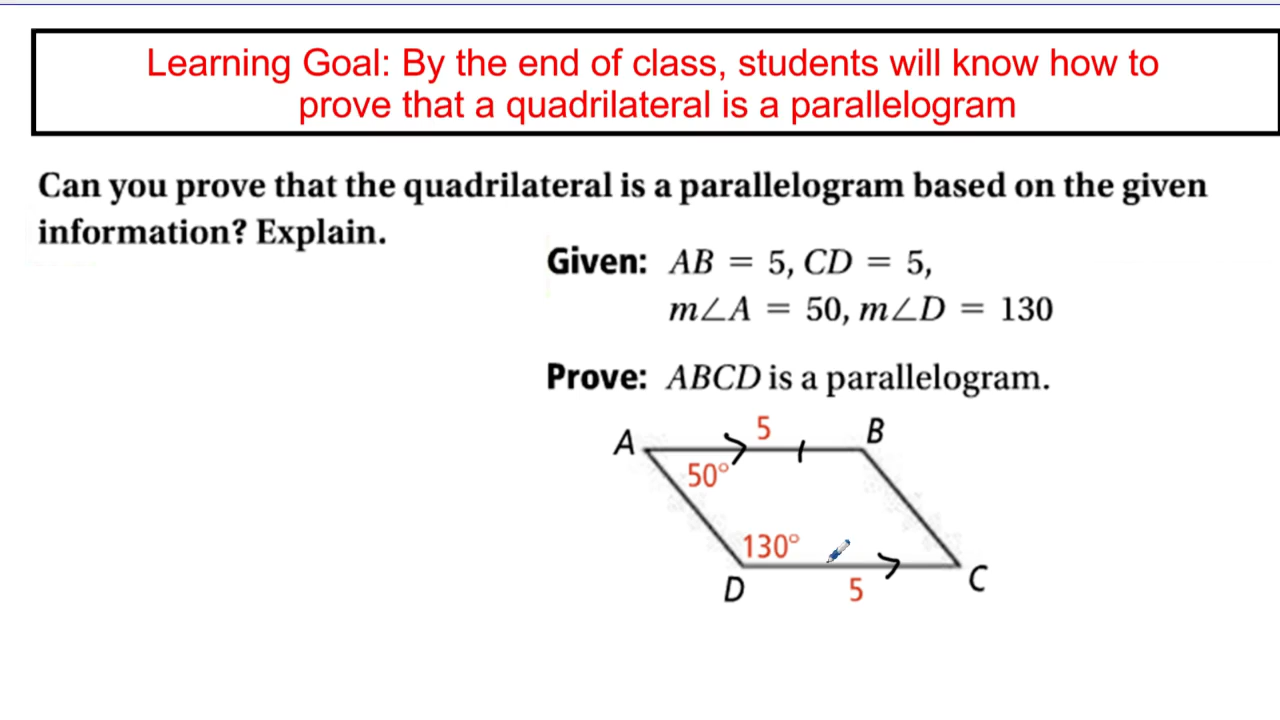 Learning Goal: By the end of class, students will know how to
prove that a quadrilateral is a parallelogram
Can you prove that the quadrilateral is a parallelogram based on the given
information? Explain.
Given: AB = 5, CD = 5,
m∠A = 50, m∠D = 130
Prove: ABCD is a parallelogram.
A 5 B
50°
130°
D 5 C